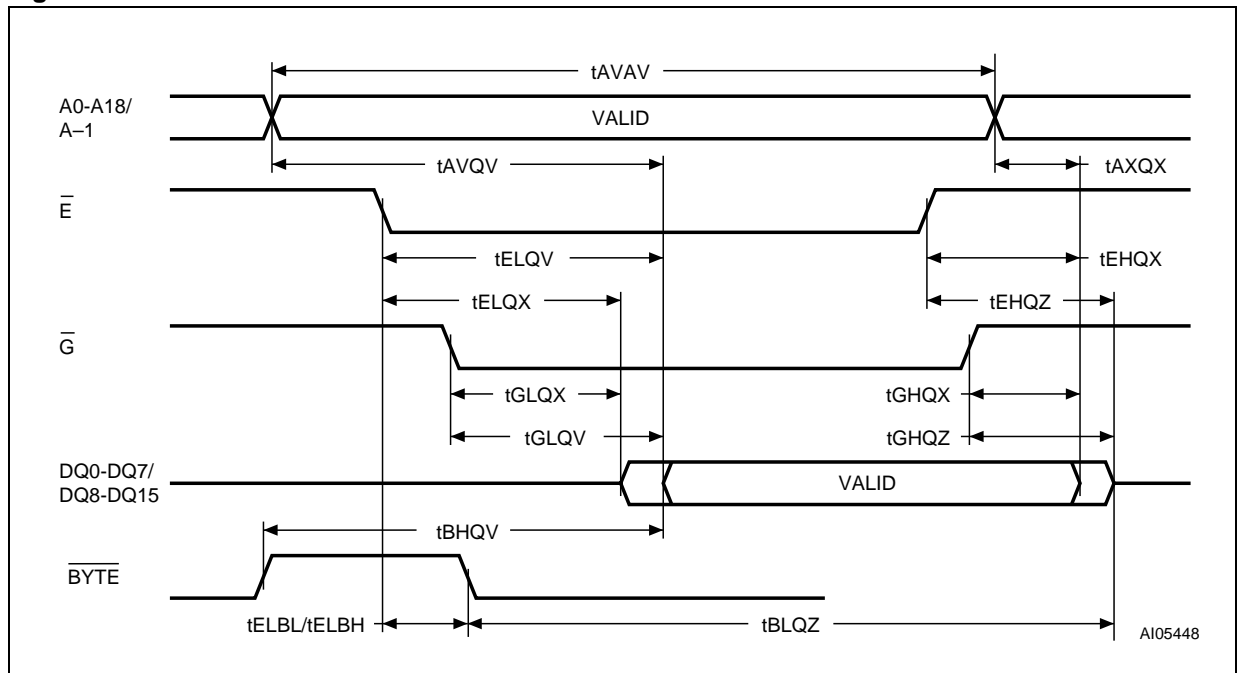 tAVAV
A0-A18/
A–1
VALID
tAVQV
tAXQX
E
tELQV
tEHQX
tELQX
tEHQZ
G
tGLQX
tGHQX
tGLQV
tGHQZ
DQ0-DQ7/
DQ8-DQ15
VALID
tBHQV
BYTE
tELBL/tELBH
tBLQZ
AI05448